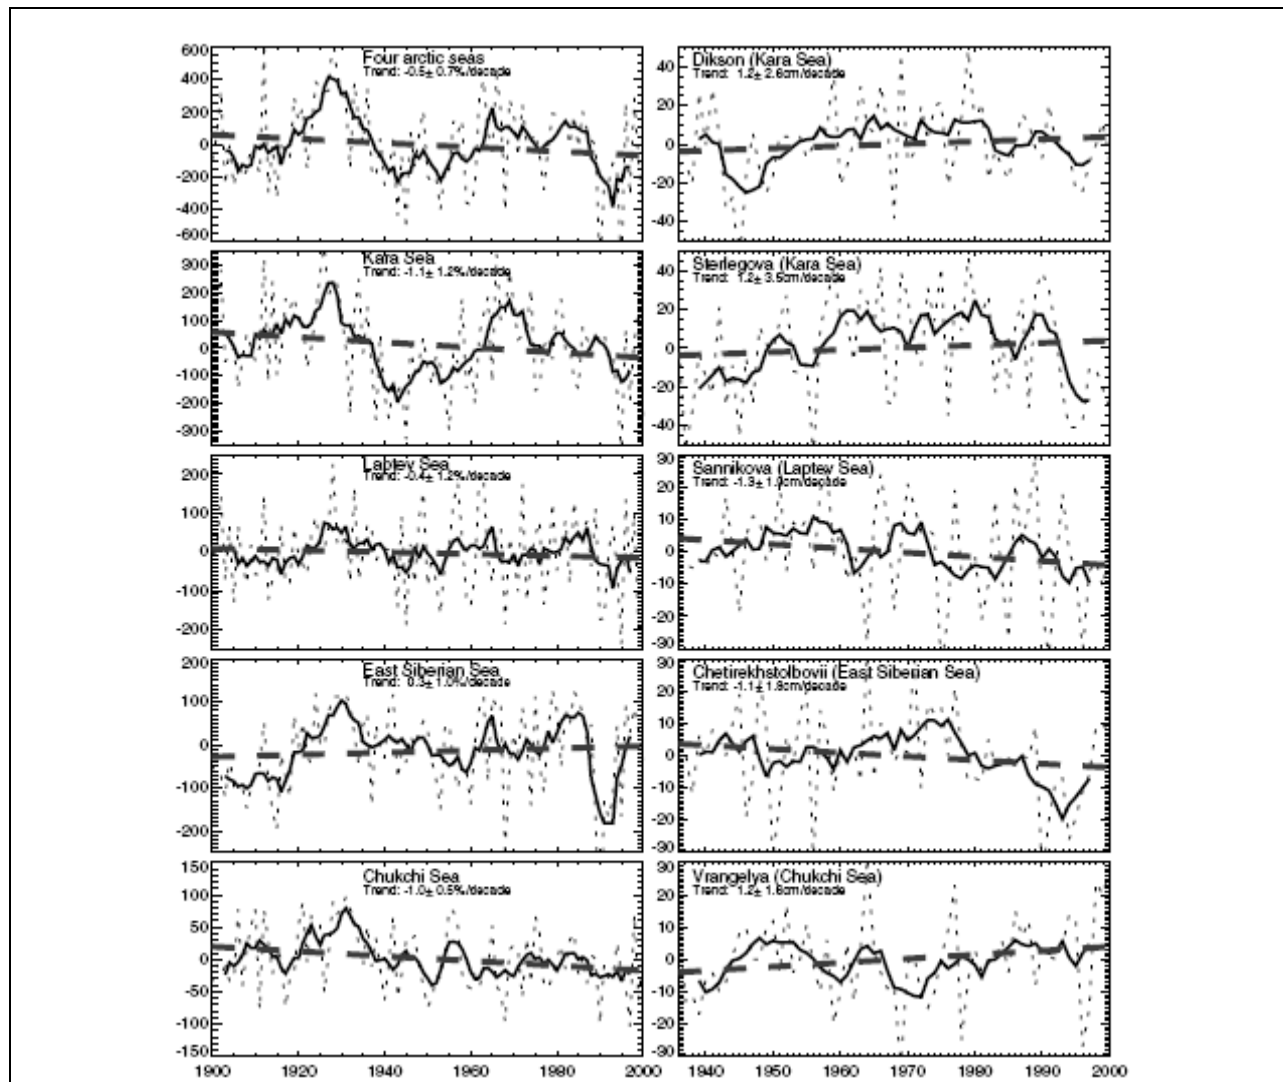 Four arctic seas
Trend: -0.5± 0.7%/decade
600
400
200
0
-200
-400
-600
Dikson (Kara Sea)
Trend: 1.2± 2.6cm/decade
40
20
0
-20
-40
Kara Sea
Trend: -1.1± 1.2%/decade
300
200
100
0
-100
-200
-300
Sterlegova (Kara Sea)
Trend: 1.2± 3.5cm/decade
40
20
0
-20
-40
Laptev Sea
Trend: -0.4± 1.2%/decade
200
100
0
-100
-200
Sannikova (Laptev Sea)
Trend: -1.3±
30
20
10
0
-10
-20
-30
East Siberian Sea
Trend: 0.3± 1.0%/decade
200
100
0
-100
-200
Chetirekhstolbovii (East Siberian Sea)
Trend: -1.1± 1.8cm/decade
30
20
10
0
-10
-20
-30
Chukchi Sea
Trend: -1.0± 0.5%/decade
150
100
50
0
-50
-100
-150
1900 1920 1940 1960 1980 2000
Vrangelya (Chukchi Sea)
Trend: 1.2± 1.6cm/decade
30
20
10
0
-10
-20
-30
1940 1950 1960 1970 1980 1990 2000